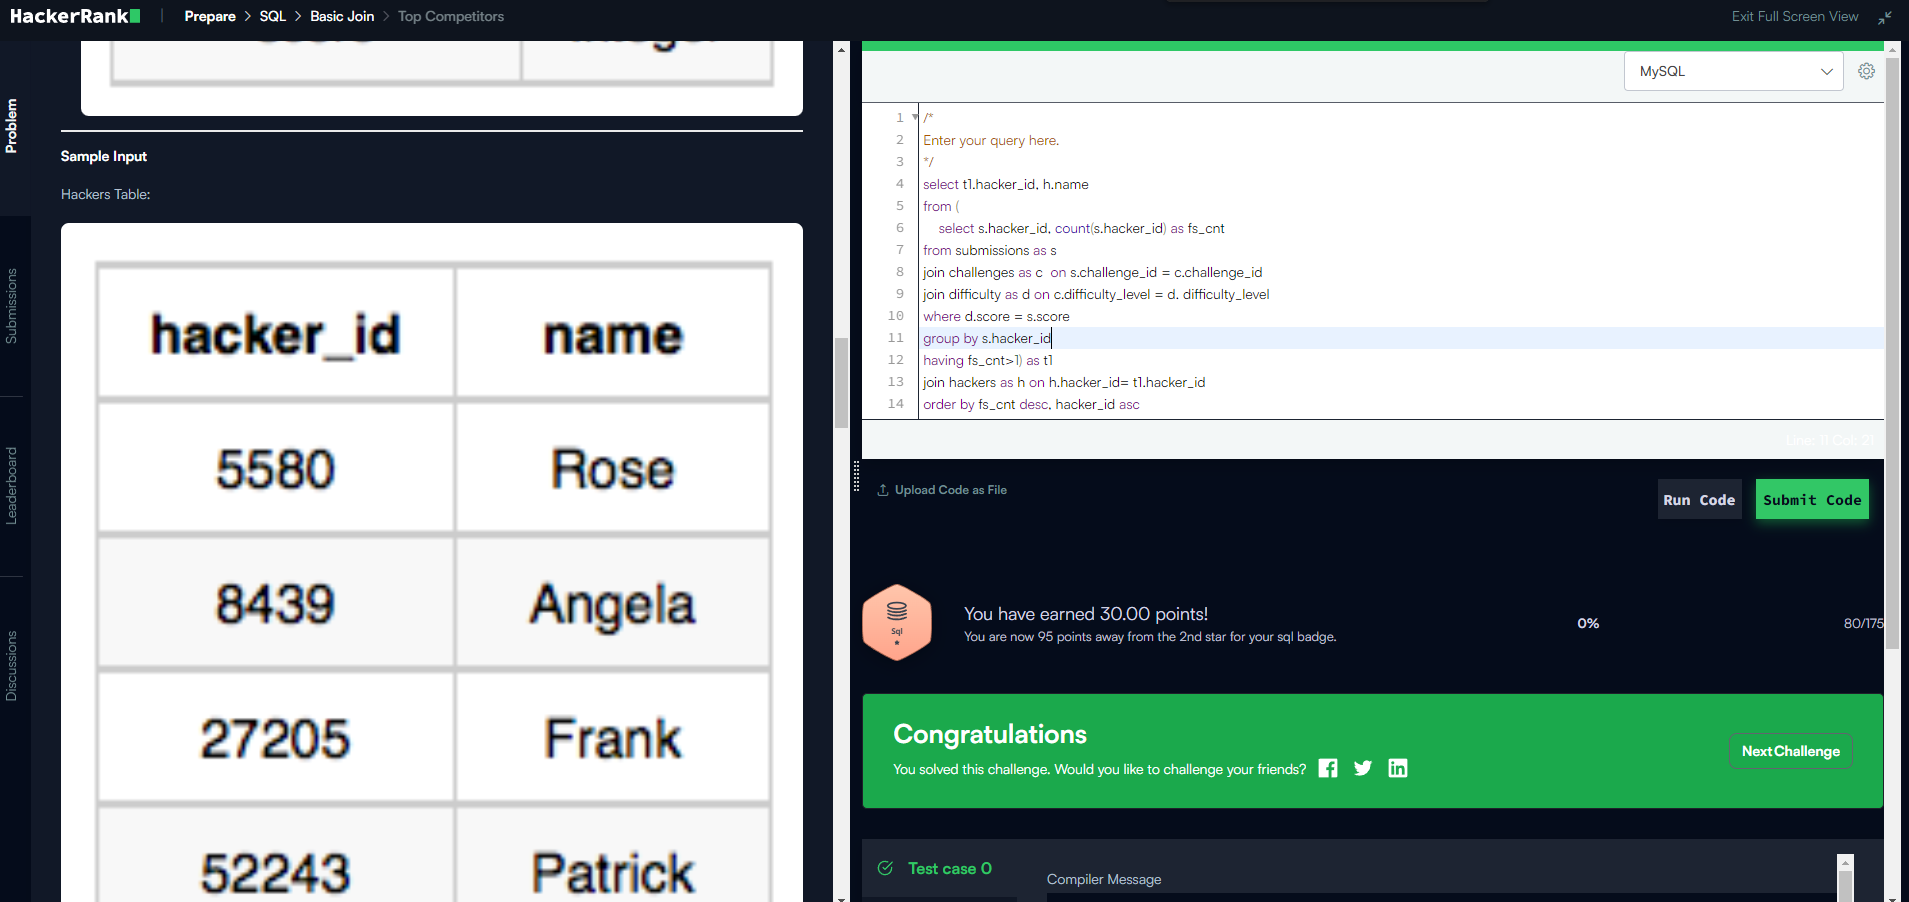 HackerRank
Prepare > SQL > Basic Join > Top Competitors
Exit Full Screen View
Problem
Submissions
Leaderboard
Discussions
Sample Input
Hackers Table:
hacker_id name
5580 Rose
8439 Angela
27205 Frank
52243 Patrick
MySQL
1 /*
2 Enter your query here.
3 */
4 select t1.hacker_id, h.name
5 from (
6 select s.hacker_id, count(s.hacker_id) as fs_cnt
7 from submissions as s
8 join challenges as c  on s.challenge_id = c.challenge_id
9 join difficulty as d on c.difficulty_level = d. difficulty_level
10 where d.score = s.score
11 group by s.hacker_id
12 having fs_cnt>1) as t1
13 join hackers as h on h.hacker_id= t1.hacker_id
14 order by fs_cnt desc, hacker_id asc
Line: 11 Col: 21
Upload Code as File
Run Code
Submit Code
Sql
You have earned 30.00 points!
You are now 95 points away from the 2nd star for your sql badge.
0%
80/175
Congratulations
You solved this challenge. Would you like to challenge your friends?
Next Challenge
Test case 0
Compiler Message